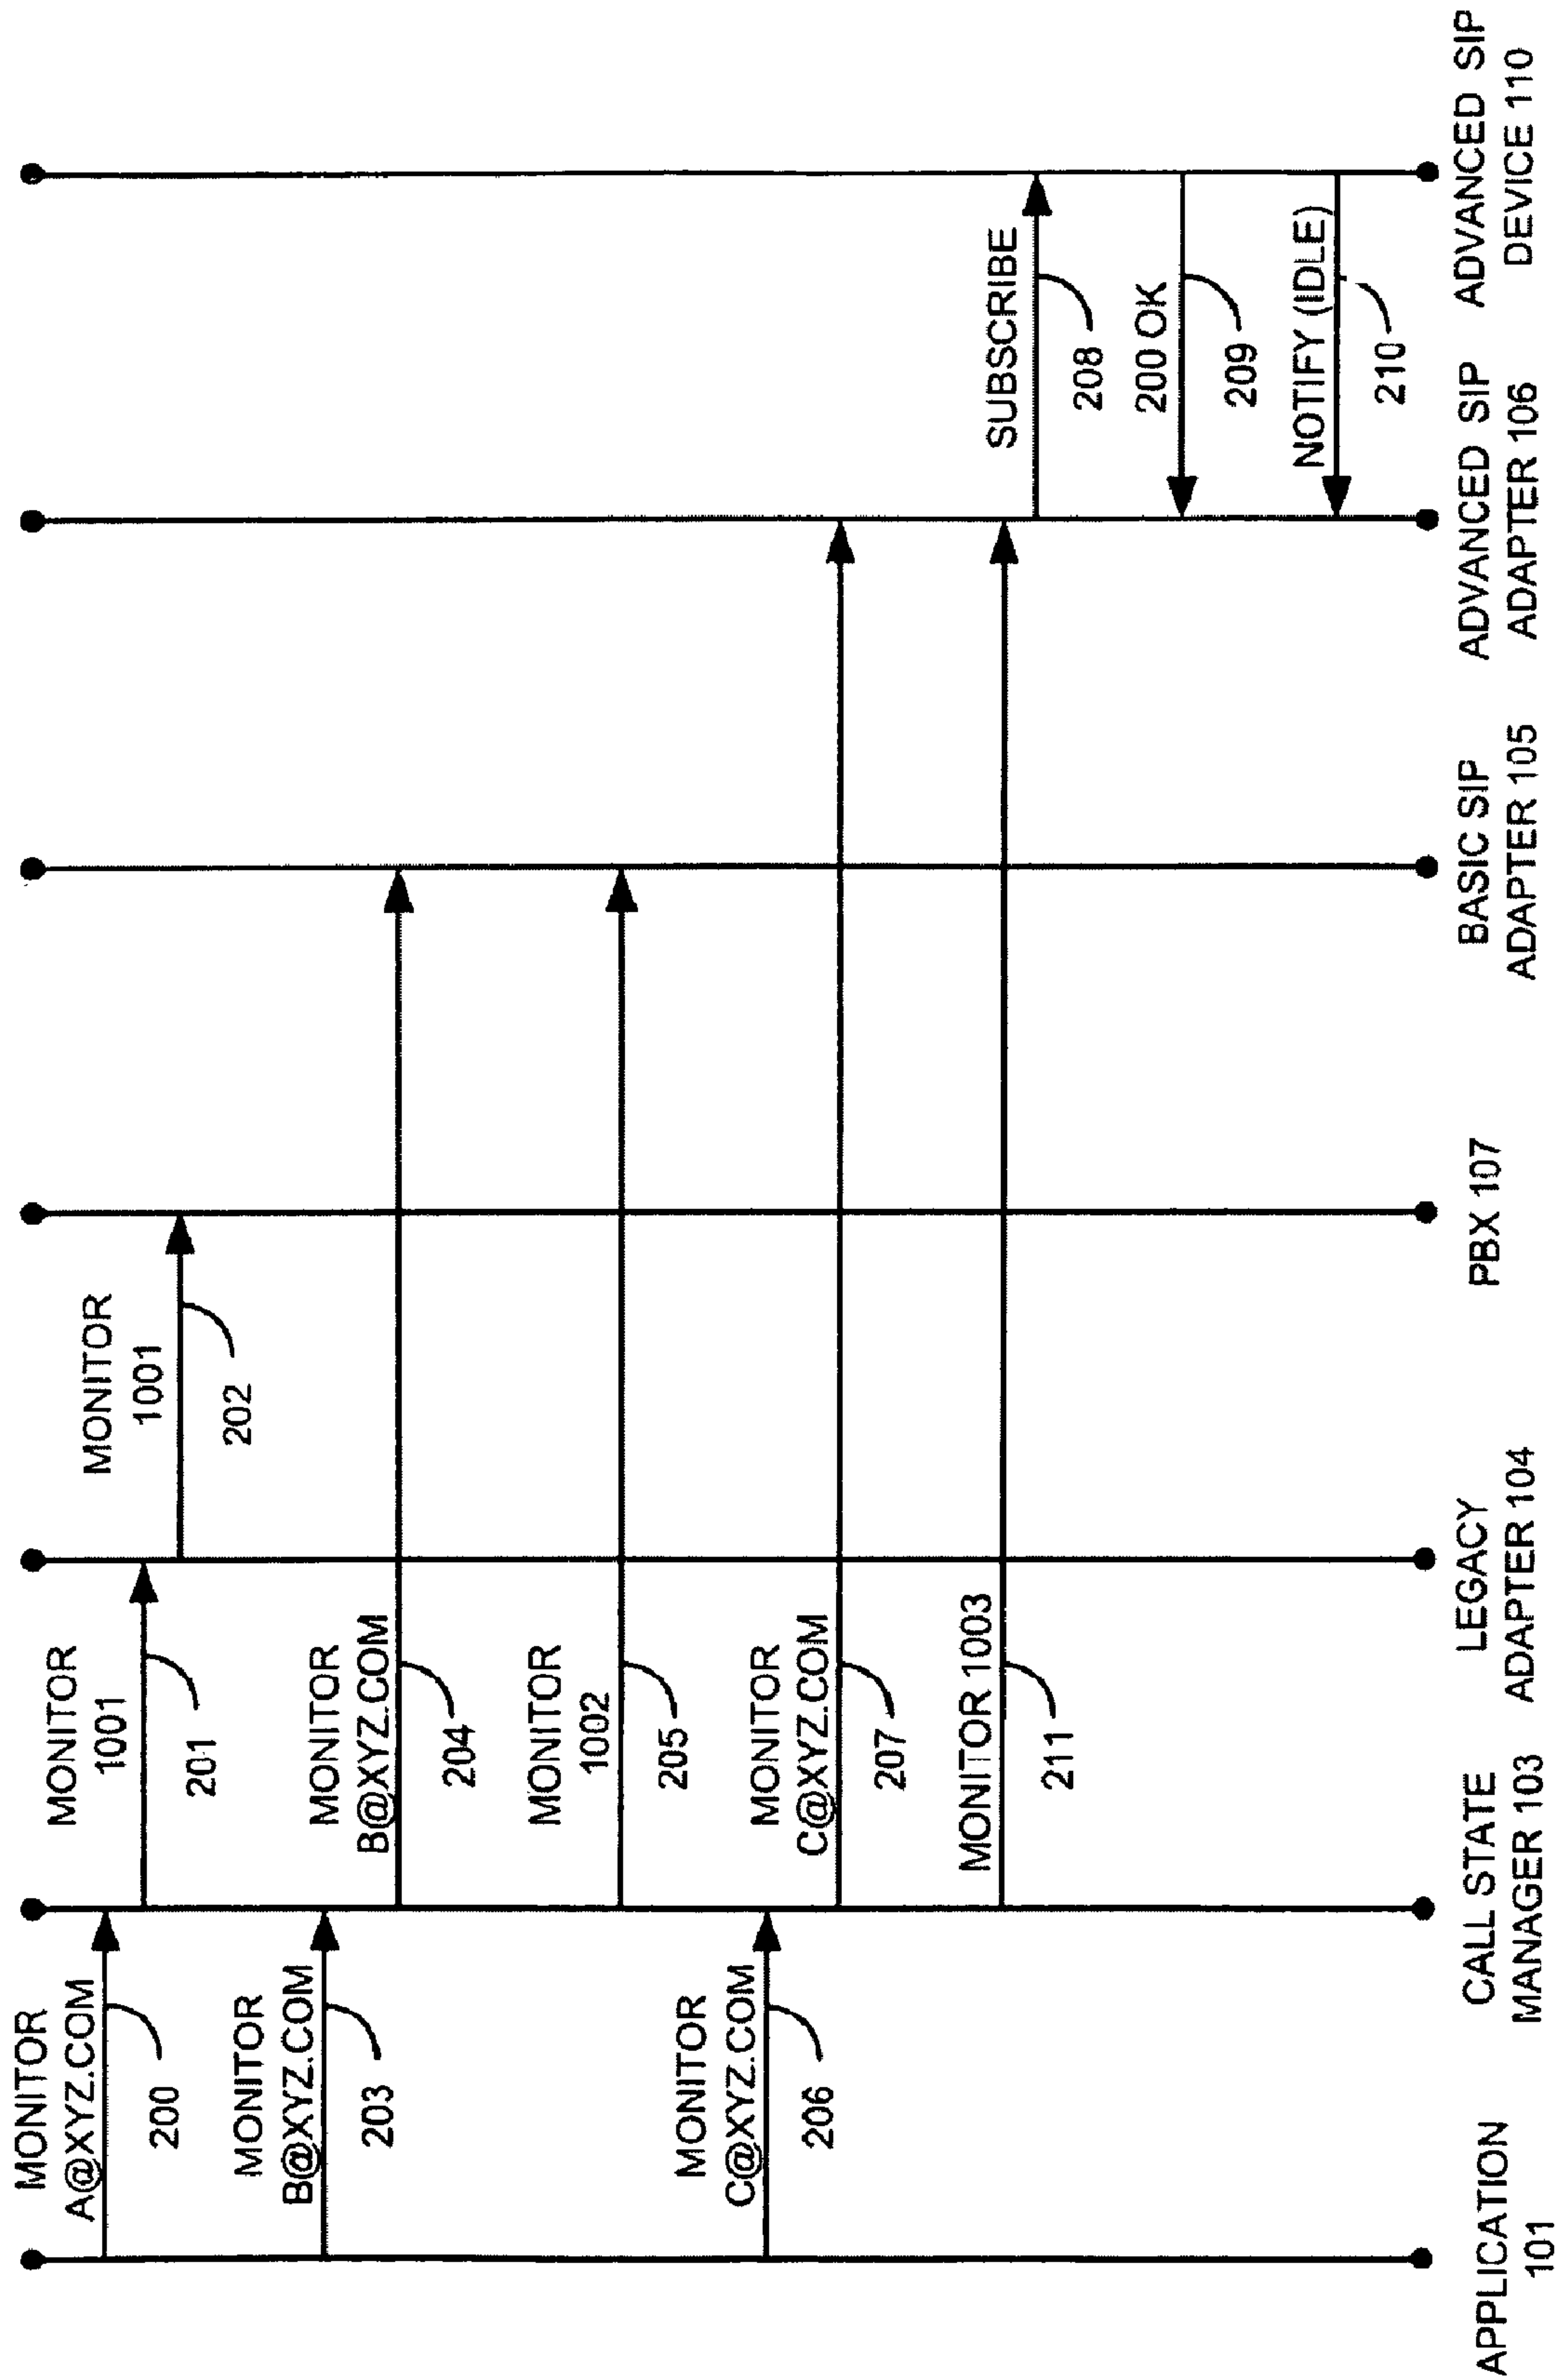 MONITOR
A@XYZ.COM
200
MONITOR
1001
201
MONITOR
1001
202
MONITOR
B@XYZ.COM
203
MONITOR
B@XYZ.COM
204
MONITOR
1002
205
MONITOR
C@XYZ.COM
206
MONITOR
C@XYZ.COM
207
MONITOR 1003
211
SUBSCRIBE
208
200 OK
209
NOTIFY (IDLE)
210
APPLICATION
101
CALL STATE
MANAGER 103
LEGACY
ADAPTER 104
PBX 107
BASIC SIP
ADAPTER 105
ADVANCED SIP
ADAPTER 106
ADVANCED SIP
DEVICE 110